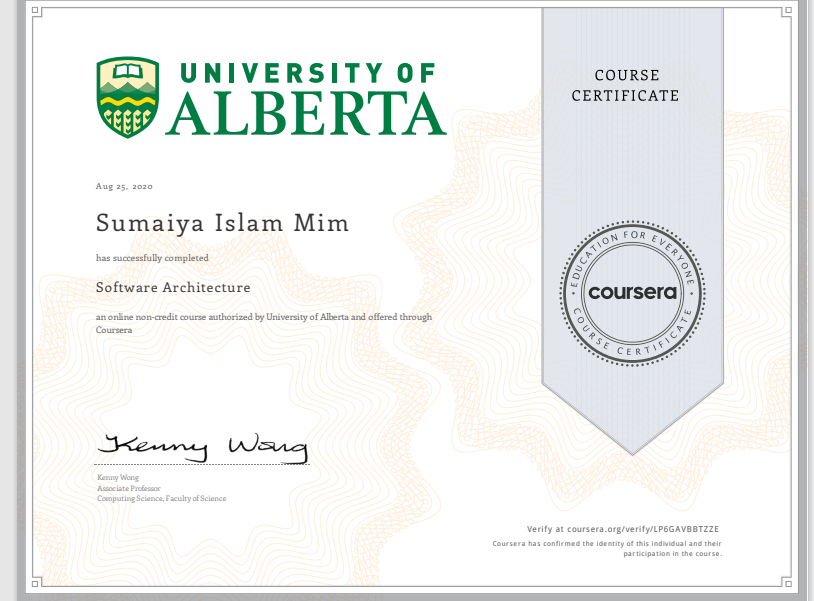 UNIVERSITY OF
ALBERTA
COURSE
CERTIFICATE
Aug 25, 2020
Sumaiya Islam Mim
has successfully completed
Software Architecture
an online non-credit course authorized by University of Alberta and offered through
Coursera
EDUCATION FOR EVERYONE
coursera
COURSE CERTIFICATE
Kenny Wong
Kenny Wong
Associate Professor
Computing Science, Faculty of Science
Verify at coursera.org/verify/LP6GAVBBTZZE
Coursera has confirmed the identity of this individual and their
participation in the course.